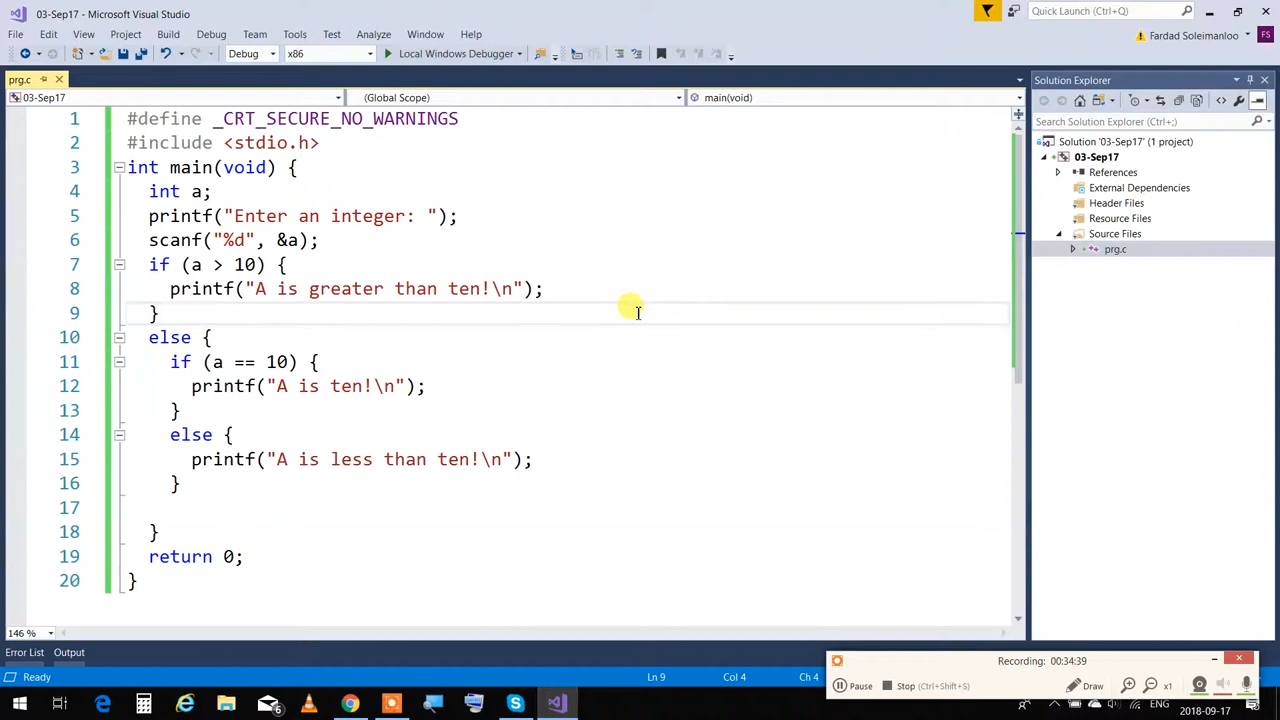 03-Sep17 - Microsoft Visual Studio
Quick Launch (Ctrl+Q)
File Edit View Project Build Debug Team Tools Test Analyze Window Help
Fardad Soleimanloo FS
Debug x86 Local Windows Debugger
prg.c
Solution Explorer
03-Sep17 (Global Scope) main(void)
Search Solution Explorer (Ctrl+;)
Solution '03-Sep17' (1 project)
03-Sep17
References
External Dependencies
Header Files
Resource Files
Source Files
prg.c
1 #define _CRT_SECURE_NO_WARNINGS
2 #include <stdio.h>
3 int main(void) {
4 int a;
5 printf("Enter an integer: ");
6 scanf("%d", &a);
7 if (a > 10) {
8 printf("A is greater than ten!\n");
9 }
10 else {
11 if (a == 10) {
12 printf("A is ten!\n");
13 }
14 else {
15 printf("A is less than ten!\n");
16 }
17
18 }
19 return 0;
20 }
146 %
Error List Output
Ready Ln 9 Col 4 Ch 4
Recording: 00:34:39
Pause Stop (Ctrl+Shift+S) Draw x1
6
ENG 2018-09-17